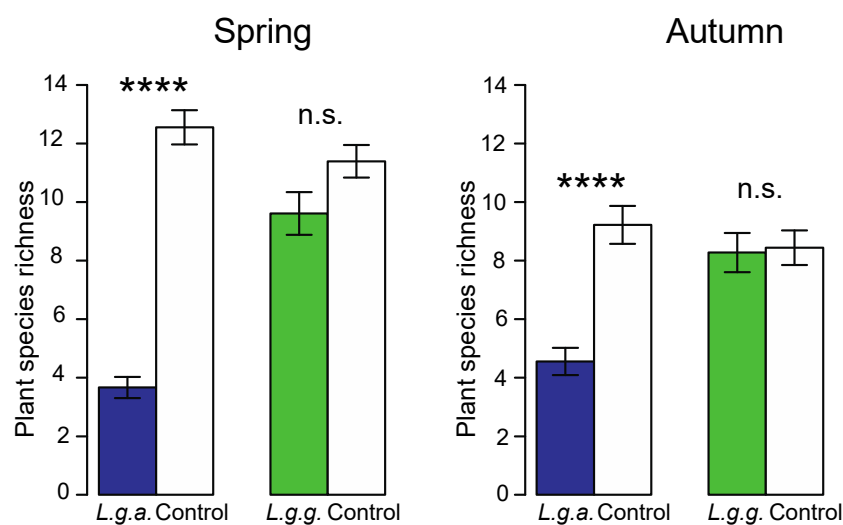 Spring
Autumn
Plant species richness
14
12
10
8
6
4
2
0
****
n.s.
L.g.a. Control
L.g.g. Control
Plant species richness
14
12
10
8
6
4
2
0
****
n.s.
L.g.a. Control
L.g.g. Control